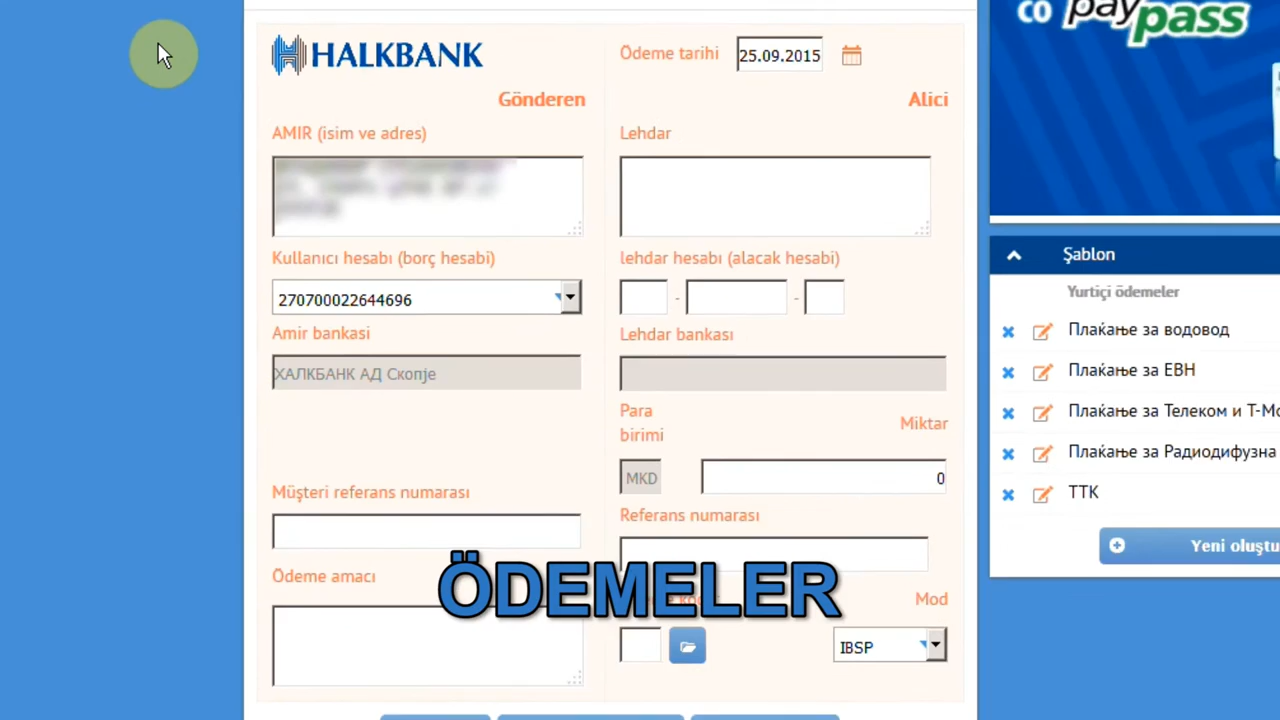 HALKBANK
Ödeme tarihi 25.09.2015
Gönderen
Alici
AMIR (isim ve adres)
Lehdar
Kullanıcı hesabı (borç hesabi)
lehdar hesabı (alacak hesabi)
270700022644696
- -
Amir bankasi
Lehdar bankası
ХАЛКБАНК АД Скопје
Para
birimi
Miktar
MKD
0
Müşteri referans numarası
Referans numarası
Ödeme amacı
Mod
IBSP
ÖDEMELER
co paypass
Şablon
Yurtiçi ödemeler
Плаќање за водовод
Плаќање за ЕВН
Плаќање за Телеком и Т-Мо
Плаќање за Радиодифузна
ТТК
Yeni oluştu